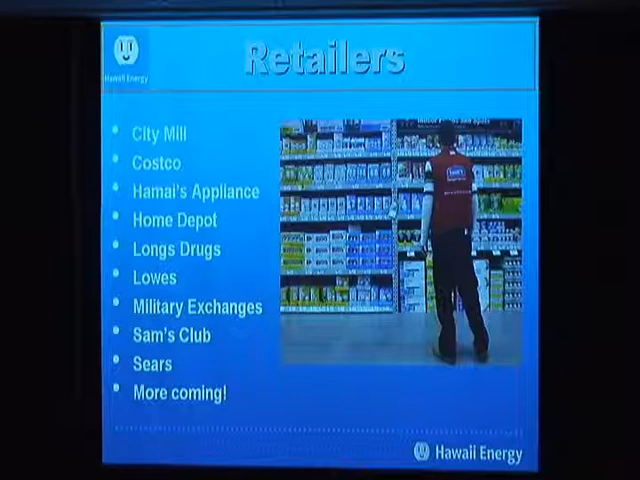 Hawaii Energy
Retailers
City Mill
Costco
Hamai's Appliance
Home Depot
Longs Drugs
Lowes
Military Exchanges
Sam's Club
Sears
More coming!
Hawaii Energy